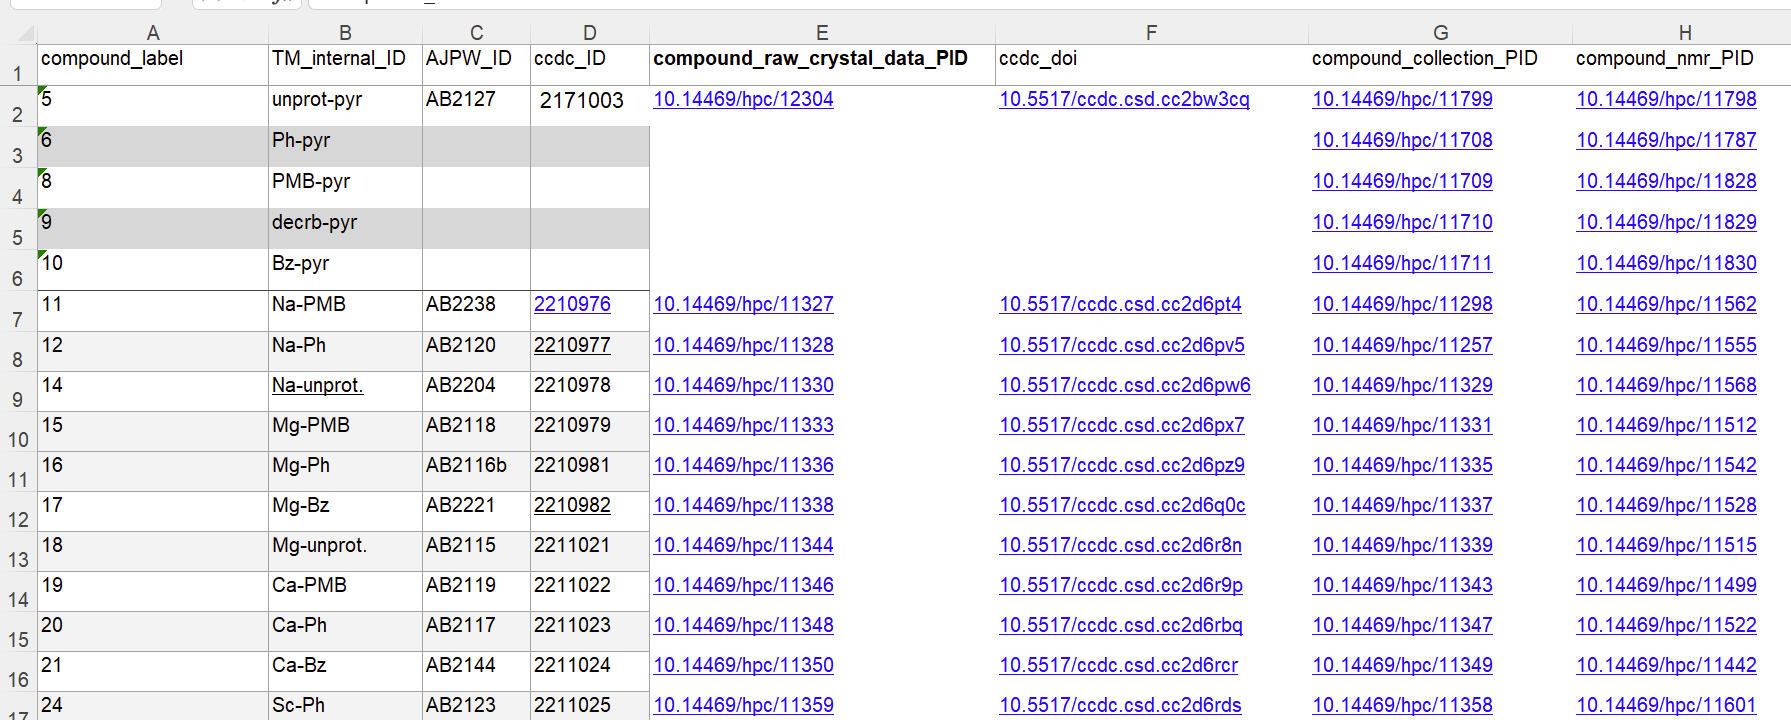 A B C D E F G H
1 compound_label TM_internal_ID AJPW_ID ccdc_ID compound_raw_crystal_data_PID ccdc_doi compound_collection_PID compound_nmr_PID
2 5 unprot-pyr AB2127 2171003 10.14469/hpc/12304 10.5517/ccdc.csd.cc2bw3cq 10.14469/hpc/11799 10.14469/hpc/11798
3 6 Ph-pyr 10.14469/hpc/11708 10.14469/hpc/11787
4 8 PMB-pyr 10.14469/hpc/11709 10.14469/hpc/11828
5 9 decrb-pyr 10.14469/hpc/11710 10.14469/hpc/11829
6 10 Bz-pyr 10.14469/hpc/11711 10.14469/hpc/11830
7 11 Na-PMB AB2238 2210976 10.14469/hpc/11327 10.5517/ccdc.csd.cc2d6pt4 10.14469/hpc/11298 10.14469/hpc/11562
8 12 Na-Ph AB2120 2210977 10.14469/hpc/11328 10.5517/ccdc.csd.cc2d6pv5 10.14469/hpc/11257 10.14469/hpc/11555
9 14 Na-unprot. AB2204 2210978 10.14469/hpc/11330 10.5517/ccdc.csd.cc2d6pw6 10.14469/hpc/11329 10.14469/hpc/11568
10 15 Mg-PMB AB2118 2210979 10.14469/hpc/11333 10.5517/ccdc.csd.cc2d6px7 10.14469/hpc/11331 10.14469/hpc/11512
11 16 Mg-Ph AB2116b 2210981 10.14469/hpc/11336 10.5517/ccdc.csd.cc2d6pz9 10.14469/hpc/11335 10.14469/hpc/11542
12 17 Mg-Bz AB2221 2210982 10.14469/hpc/11338 10.5517/ccdc.csd.cc2d6q0c 10.14469/hpc/11337 10.14469/hpc/11528
13 18 Mg-unprot. AB2115 2211021 10.14469/hpc/11344 10.5517/ccdc.csd.cc2d6r8n 10.14469/hpc/11339 10.14469/hpc/11515
14 19 Ca-PMB AB2119 2211022 10.14469/hpc/11346 10.5517/ccdc.csd.cc2d6r9p 10.14469/hpc/11343 10.14469/hpc/11499
15 20 Ca-Ph AB2117 2211023 10.14469/hpc/11348 10.5517/ccdc.csd.cc2d6rbq 10.14469/hpc/11347 10.14469/hpc/11522
16 21 Ca-Bz AB2144 2211024 10.14469/hpc/11350 10.5517/ccdc.csd.cc2d6rcr 10.14469/hpc/11349 10.14469/hpc/11442
17 24 Sc-Ph AB2123 2211025 10.14469/hpc/11359 10.5517/ccdc.csd.cc2d6rds 10.14469/hpc/11358 10.14469/hpc/11601